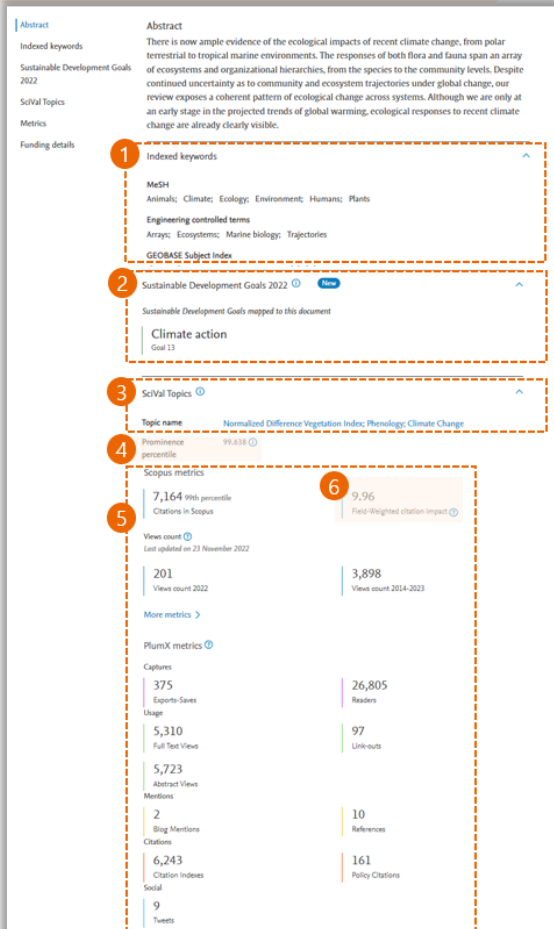 Abstract
Indexed keywords
Sustainable Development Goals
2022
SciVal Topics
Metrics
Funding details
Abstract
There is now ample evidence of the ecological impacts of recent climate change, from polar
terrestrial to tropical marine environments. The responses of both flora and fauna span an array
of ecosystems and organizational hierarchies, from the species to the community levels. Despite
continued uncertainty as to community and ecosystem trajectories under global change, our
review exposes a coherent pattern of ecological change across systems. Although we are only at
an early stage in the projected trends of global warming, ecological responses to recent climate
change are already clearly visible.
1
Indexed keywords
MeSH
Animals; Climate; Ecology; Environment; Humans; Plants
Engineering controlled terms
Arrays; Ecosystems; Marine biology; Trajectories
GEOBASE Subject Index
2
Sustainable Development Goals 2022 New
Sustainable Development Goals mapped to this document
Climate action
Goal 13
3
SciVal Topics
Topic name Normalized Difference Vegetation Index; Phenology; Climate Change
4
Prominence 99.638
percentile
Scopus metrics
5
6
7,164 99th percentile 9.96
Citations in Scopus Field-Weighted citation impact
Views count
Last updated on 23 November 2022
201 3,898
Views count 2022 Views count 2014-2023
More metrics >
PlumX metrics
Captures
375 26,805
Exports-Saves Readers
Usage
5,310 97
Full Text Views Link-outs
5,723
Abstract Views
Mentions
2 10
Blog Mentions References
Citations
6,243 161
Citation Indexes Policy Citations
Social
9
Tweets